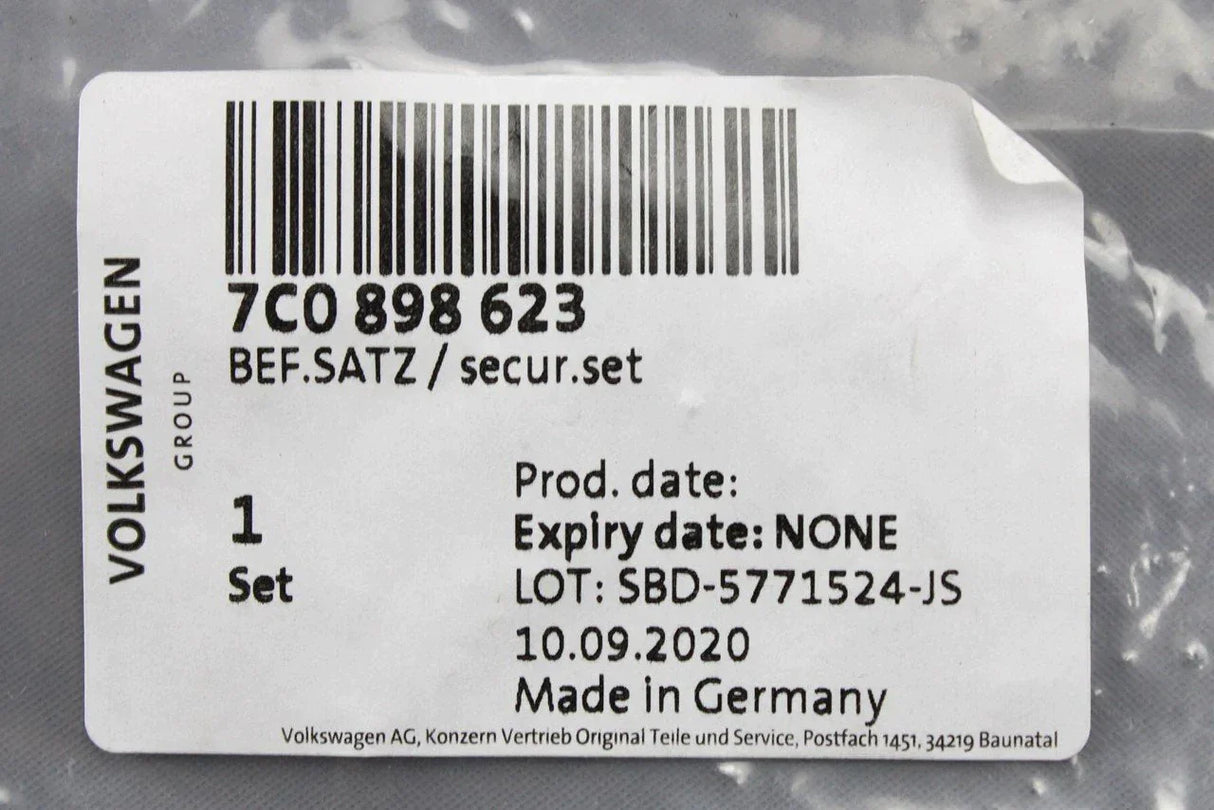 VOLKSWAGEN
GROUP
7C0 898 623
BEF.SATZ / secur.set
1
Set
Prod. date:
Expiry date: NONE
LOT: SBD-5771524-JS
10.09.2020
Made in Germany
Volkswagen AG, Konzern Vertrieb Original Teile und Service, Postfach 1451, 34219 Baunatal